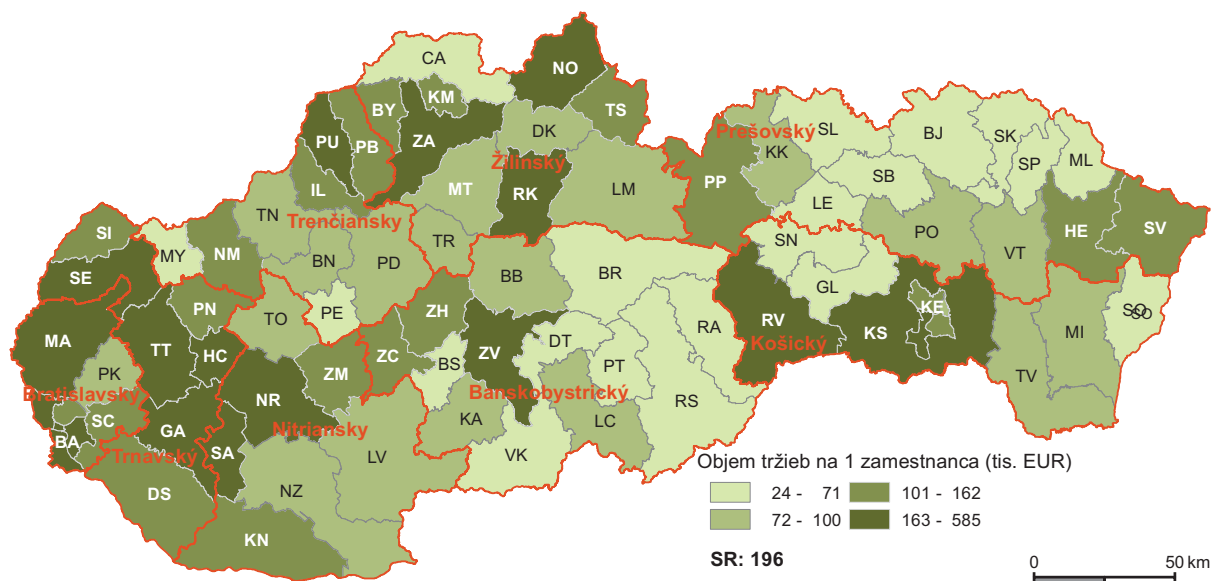 CA
NO
BY
KM
TS
PU
PB
ZA
DK
Prešovský
SL
BJ
SK
SP
ML
KK
Žilinský
IL
MT
RK
LM
PP
SB
LE
TN
Trenčiansky
SI
MY
NM
BN
PD
TR
SN
PO
VT
HE
SV
SE
BB
BR
GL
PN
TO
PE
ZH
SO
SO
MA
TT
HC
ZC
BS
ZV
DT
PT
RA
RV
KS
KE
MI
Košický
PK
Bratislavský
ZM
NR
Banskobystrický
TV
SC
BA
GA
SA
Nitriansky
KA
LC
RS
Trnavský
LV
VK
DS
NZ
KN
Objem tržieb na 1 zamestnanca (tis. EUR)
24 - 71
101 - 162
72 - 100
163 - 585
SR: 196
0
50 km